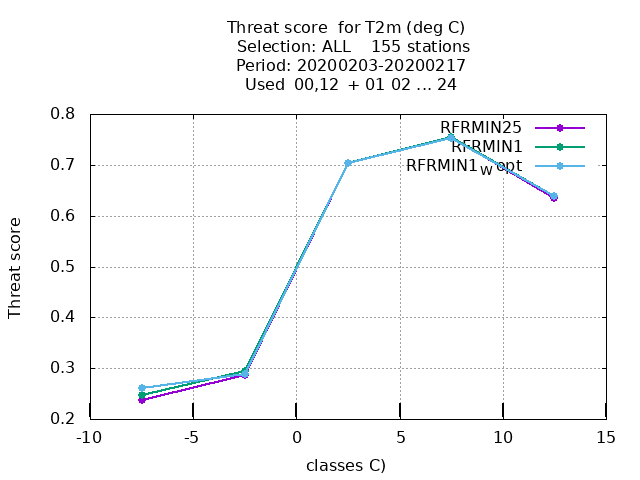 Threat score for T2m (deg C)
Selection: ALL 155 stations
Period: 20200203-20200217
Used 00,12 + 01 02 ... 24
RFRMIN25
RFRMIN1
RFRMIN1wopt
Threat score
0.8
0.7
0.6
0.5
0.4
0.3
0.2
-10 -5 0 5 10 15
classes C)